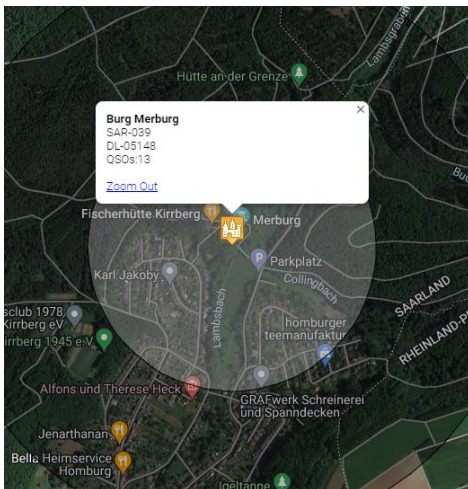 Lambsgraben
Hütte an der Grenze
Burg Merburg
SAR-039
DL-05148
QSOs:13
Zoom Out
Fischerhütte Kirrberg
Merburg
Parkplatz
Karl Jakoby
Collingbach
Lambsbach
SAARLAND
RHEINLAND-P
sclub 1978
Kirrberg eV
irrberg 1945 e.V
homburger
teemanufaktur
Alfons und Therese Heck
GRAFwerk Schreinerei
und Spanndecken
Jenarthanan
Bella Heimservice
Homburg
Igeltanne